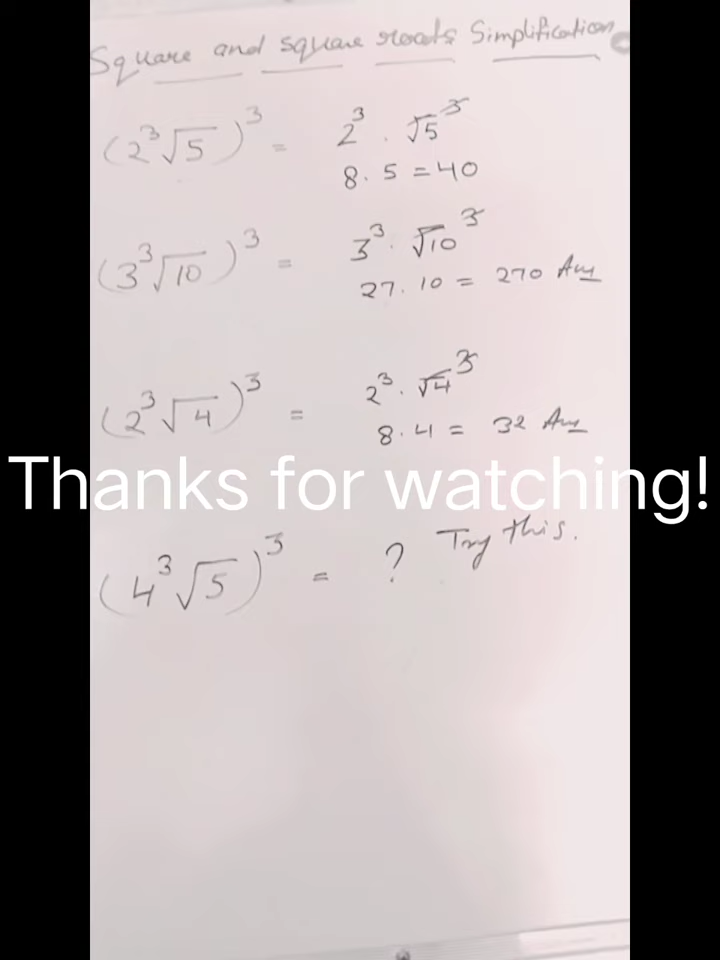 Square and square roots Simplification
(2³√5)³ = 2³ · √5³
8 · 5 = 40
(3³√10)³ = 3³ · √10³
27 · 10 = 270 Ans
(2³√4)³ = 2³ · √4³
8 · 4 = 32 Ans
Thanks for watching!
(4³√5)³ = ? Try this.